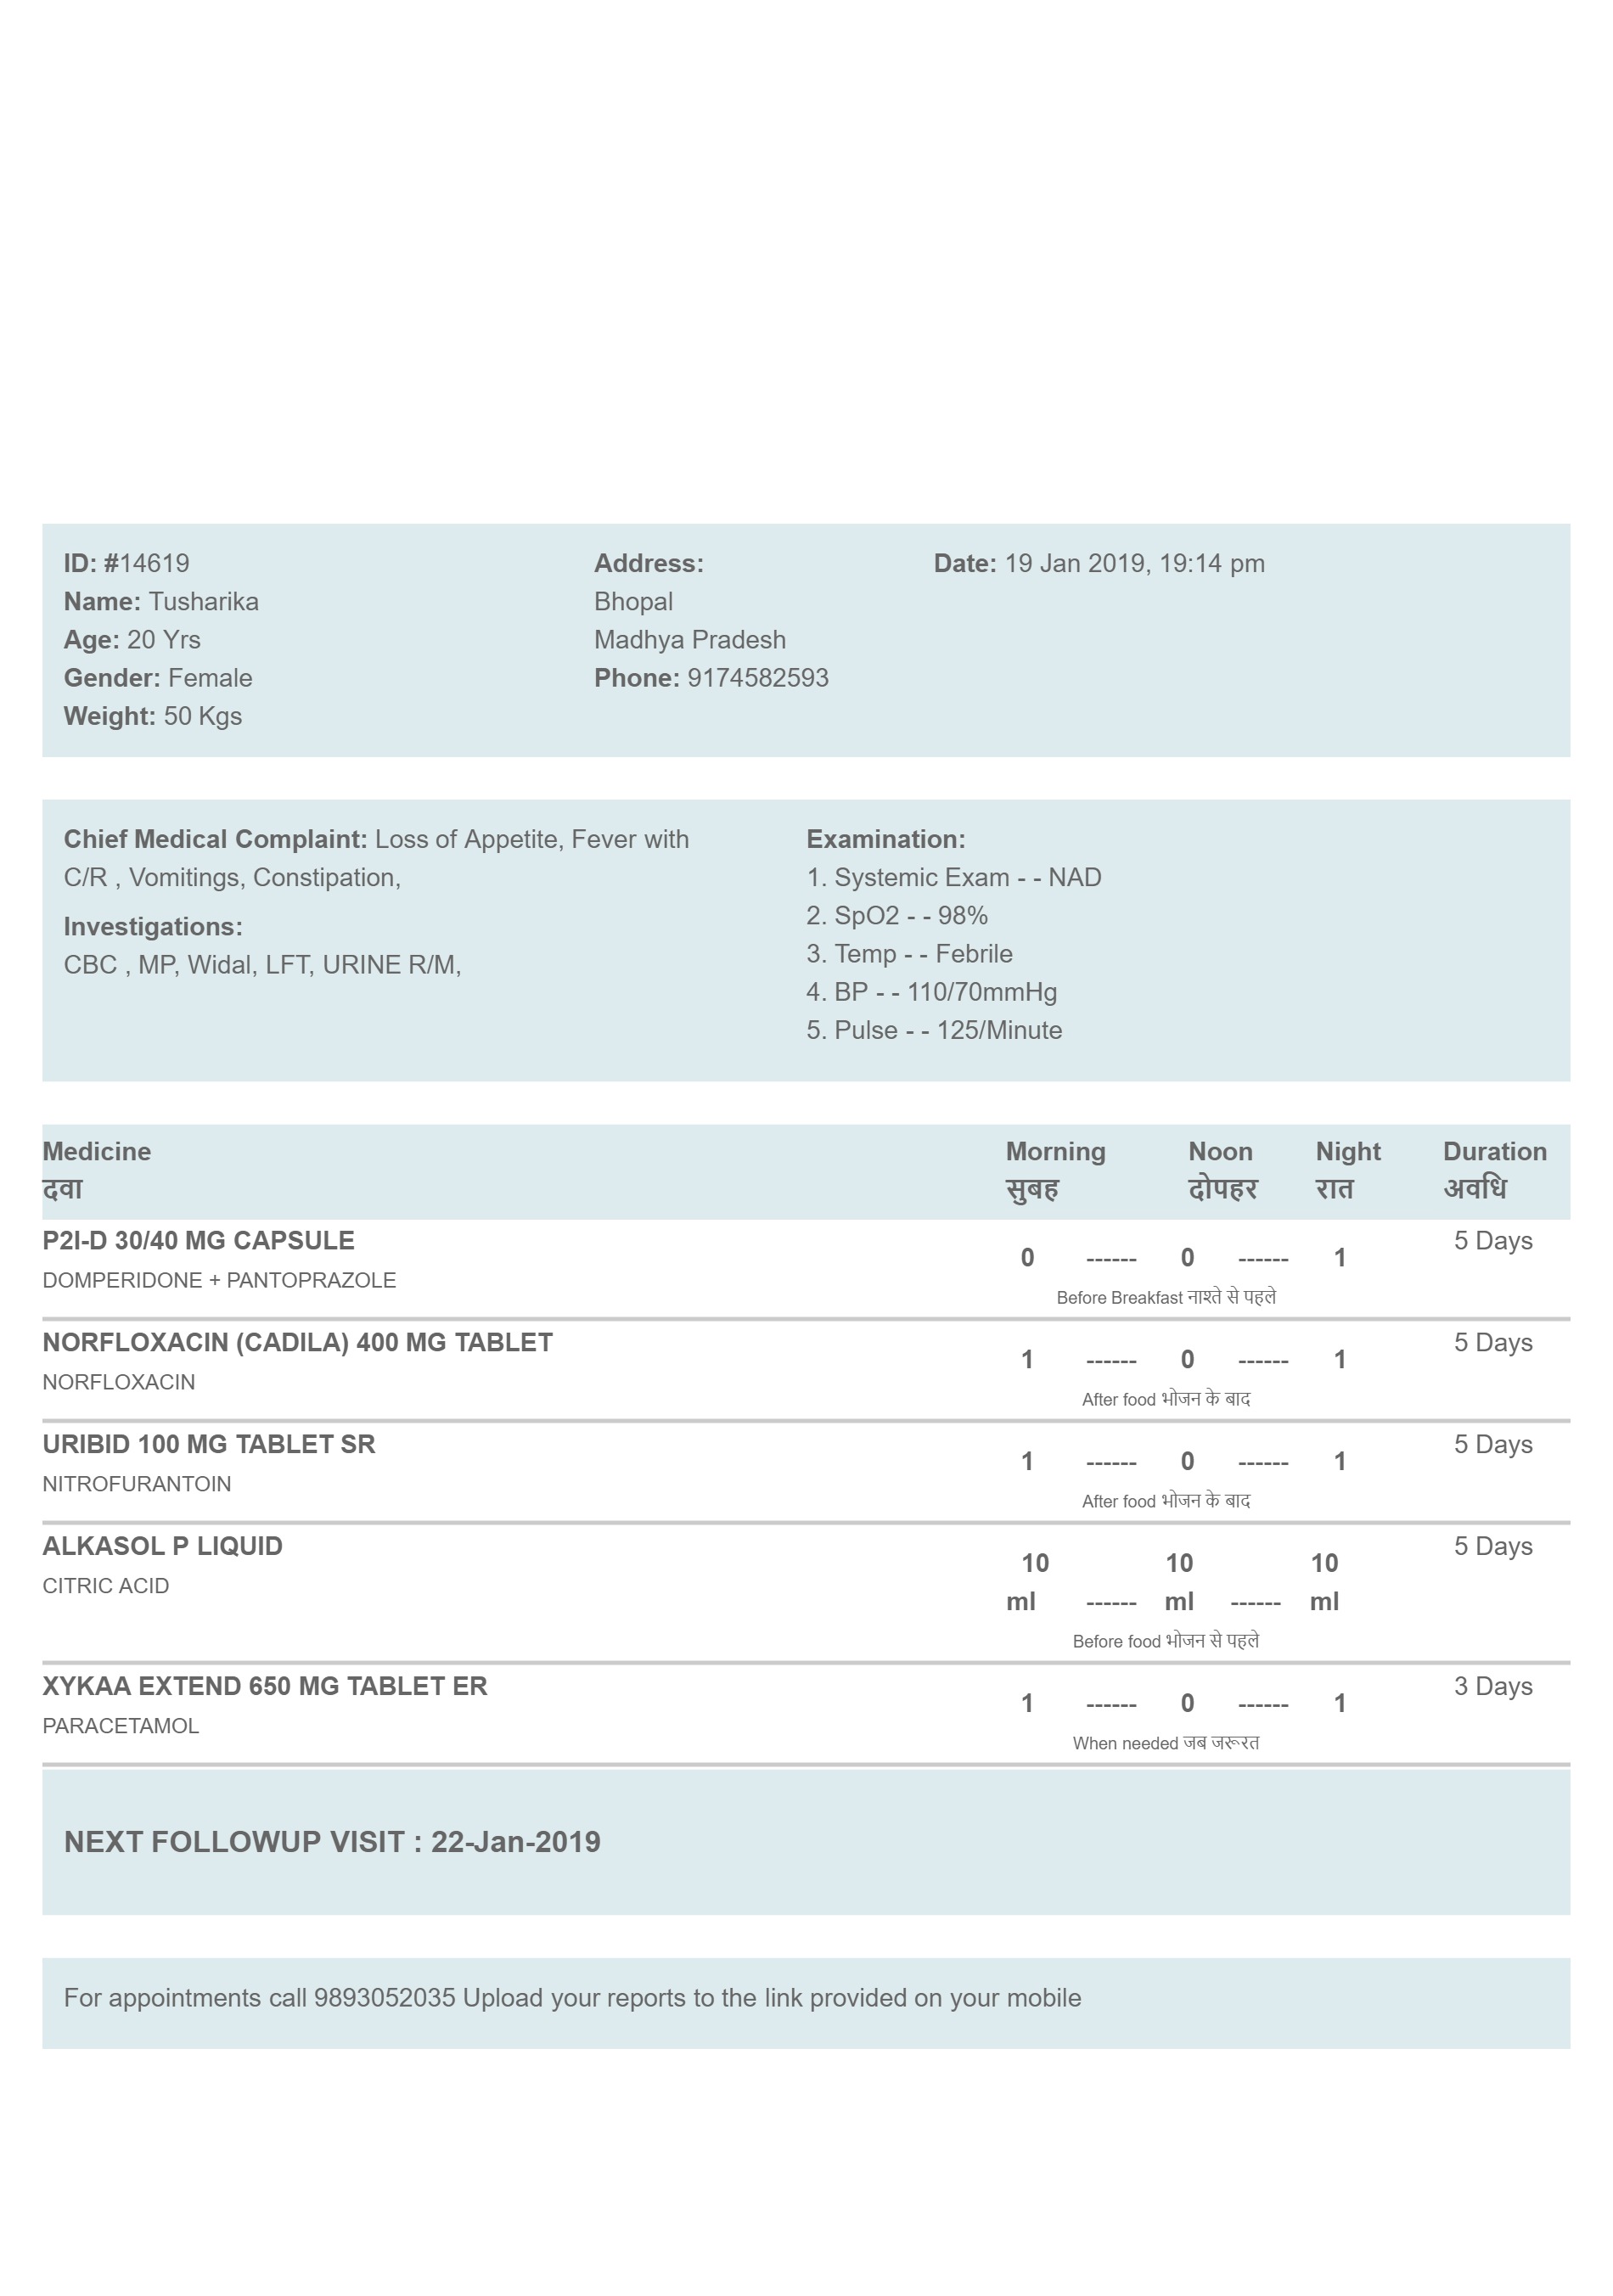 ID: #14619
Name: Tusharika
Age: 20 Yrs
Gender: Female
Weight: 50 Kgs
Address:
Bhopal
Madhya Pradesh
Phone: 9174582593
Date: 19 Jan 2019, 19:14 pm
Chief Medical Complaint: Loss of Appetite, Fever with
C/R , Vomitings, Constipation,
Investigations:
CBC , MP, Widal, LFT, URINE R/M,
Examination:
1. Systemic Exam - - NAD
2. SpO2 - - 98%
3. Temp - - Febrile
4. BP - - 110/70mmHg
5. Pulse - - 125/Minute
Medicine Morning Noon Night Duration
दवा सुबह दोपहर रात अवधि
P2I-D 30/40 MG CAPSULE 5 Days
0 ------ 0 ------ 1
DOMPERIDONE + PANTOPRAZOLE
Before Breakfast नाश्ते से पहले
NORFLOXACIN (CADILA) 400 MG TABLET 5 Days
1 ------ 0 ------ 1
NORFLOXACIN
After food भोजन के बाद
URIBID 100 MG TABLET SR 5 Days
1 ------ 0 ------ 1
NITROFURANTOIN
After food भोजन के बाद
ALKASOL P LIQUID 5 Days
10 10 10
CITRIC ACID
ml ------ ml ------ ml
Before food भोजन से पहले
XYKAA EXTEND 650 MG TABLET ER 3 Days
1 ------ 0 ------ 1
PARACETAMOL
When needed जब जरूरत
NEXT FOLLOWUP VISIT : 22-Jan-2019
For appointments call 9893052035 Upload your reports to the link provided on your mobile